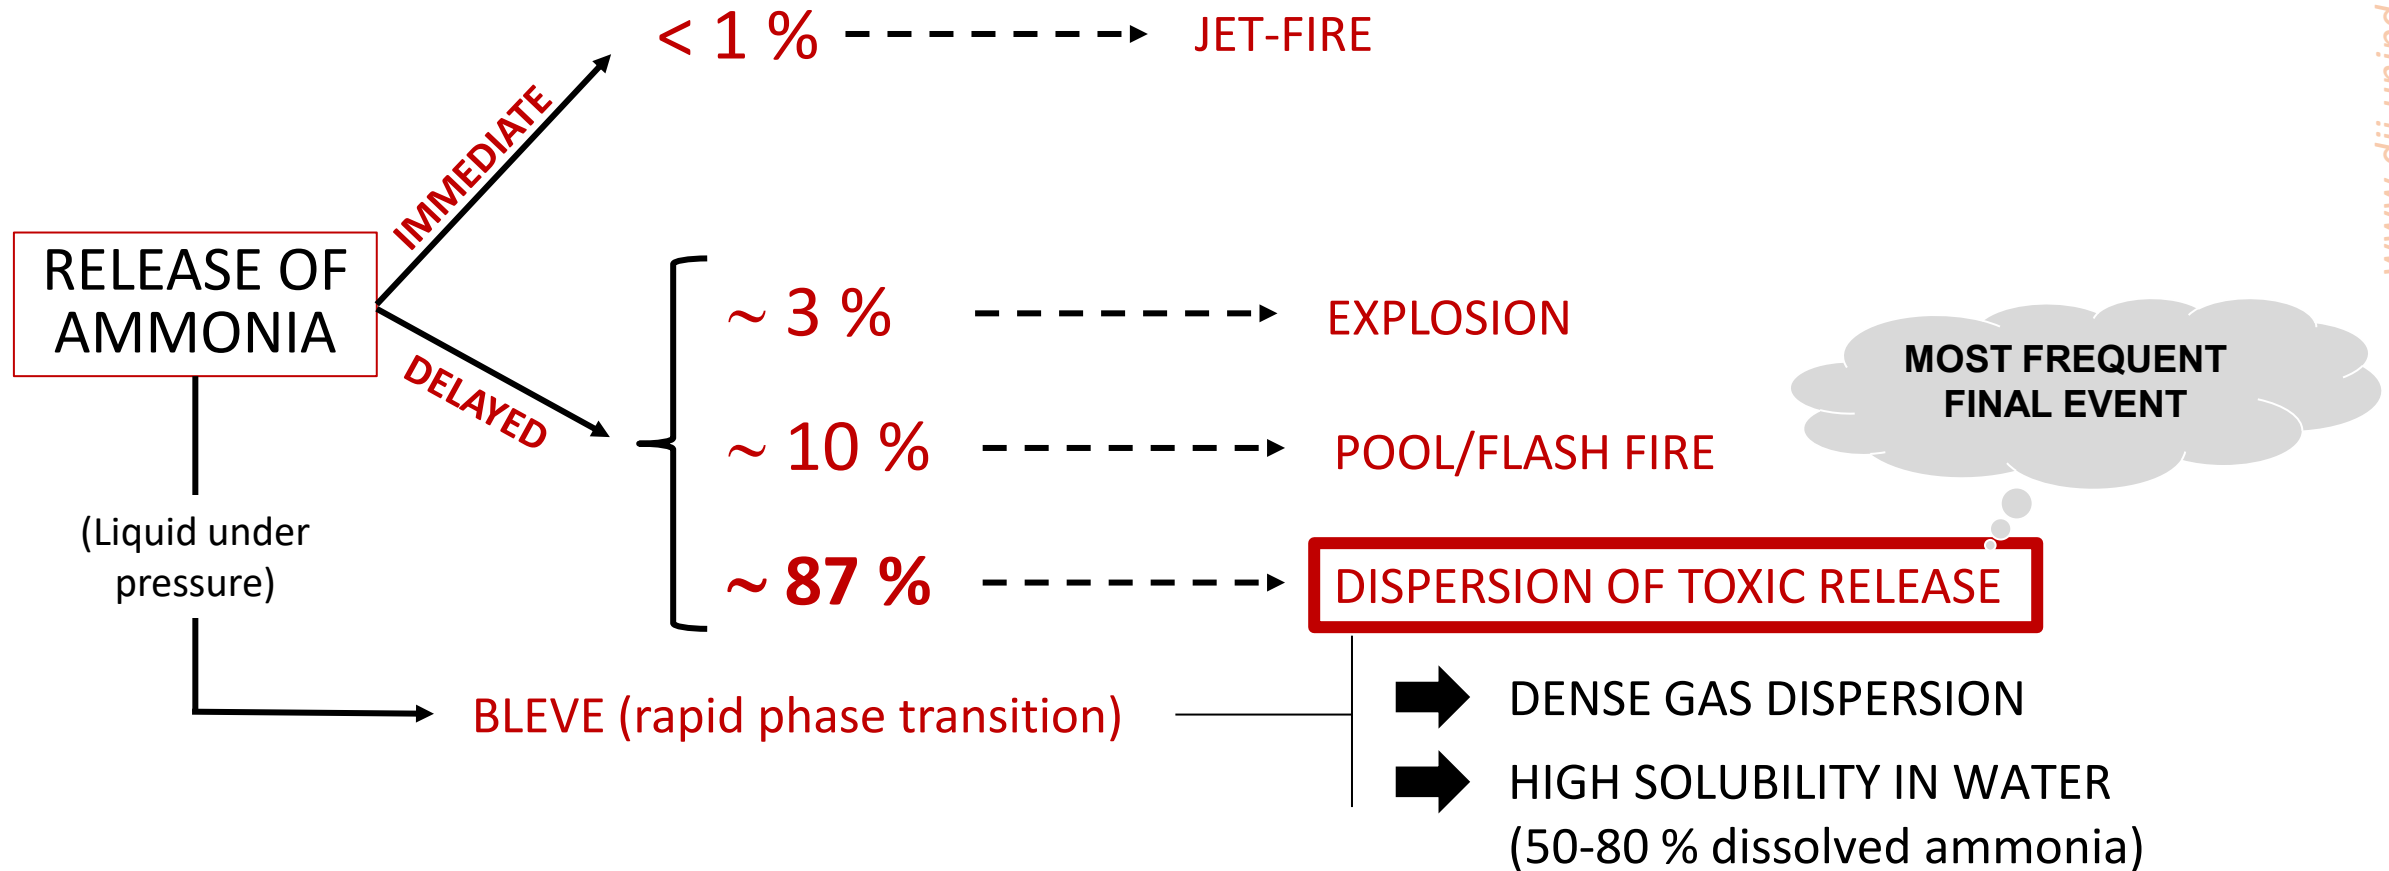 < 1 %
JET-FIRE
IMMEDIATE
RELEASE OF
AMMONIA
DELAYED
~ 3 %
EXPLOSION
MOST FREQUENT
FINAL EVENT
~ 10 %
POOL/FLASH FIRE
(Liquid under
pressure)
~ 87 %
DISPERSION OF TOXIC RELEASE
BLEVE (rapid phase transition)
DENSE GAS DISPERSION
HIGH SOLUBILITY IN WATER
(50-80 % dissolved ammonia)